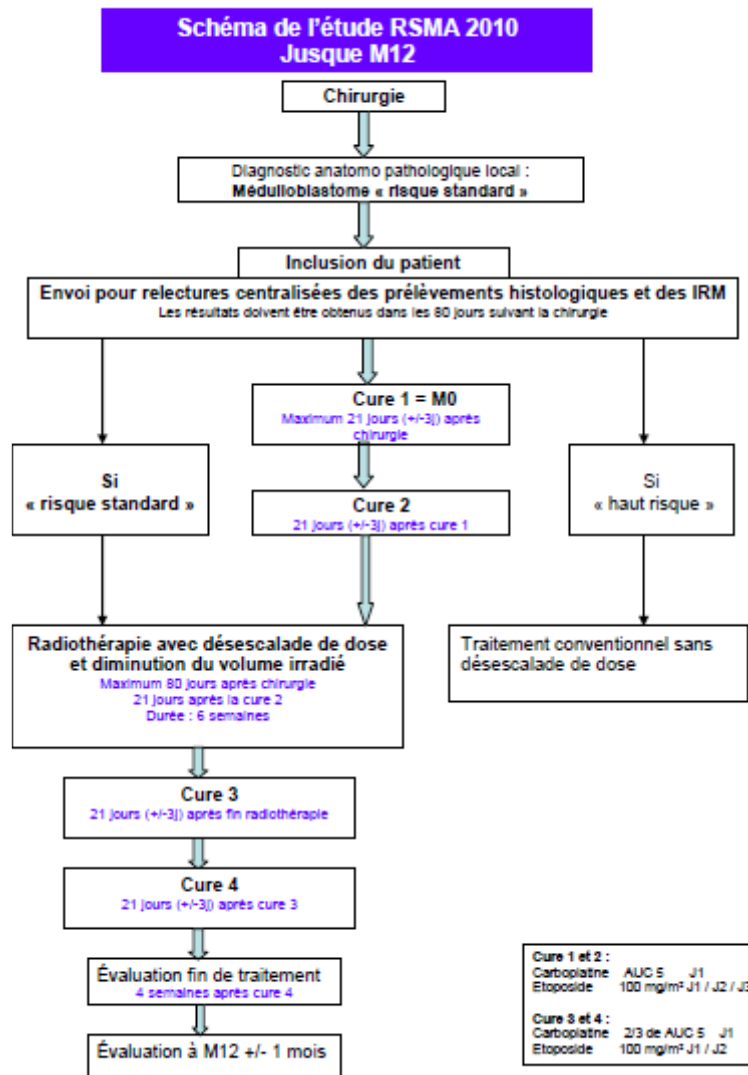 Schéma de l'étude RSMA 2010
Jusque M12
Chirurgie
Diagnostic anatomo pathologique local :
Médulloblastome « risque standard »
Inclusion du patient
Envoi pour relectures centralisées des prélèvements histologiques et des IRM
Les résultats doivent être obtenus dans les 80 jours suivant la chirurgie
Cure 1 = M0
Maximum 21 jours (+/-3j) après
chirurgie
Si
« risque standard »
Si
« haut risque »
Cure 2
21 jours (+/-3j) après cure 1
Radiothérapie avec désescalade de dose
et diminution du volume irradié
Maximum 80 jours après chirurgie
21 jours après la cure 2
Durée : 6 semaines
Traitement conventionnel sans
désescalade de dose
Cure 3
21 jours (+/-3j) après fin radiothérapie
Cure 4
21 jours (+/-3j) après cure 3
Évaluation fin de traitement
4 semaines après cure 4
Évaluation à M12 +/- 1 mois
Cure 1 et 2 :
Carboplatine AUC 5 J1
Etoposide 100 mg/m² J1 / J2 / J3
Cure 3 et 4 :
Carboplatine 2/3 de AUC 5 J1
Etoposide 100 mg/m² J1 / J2